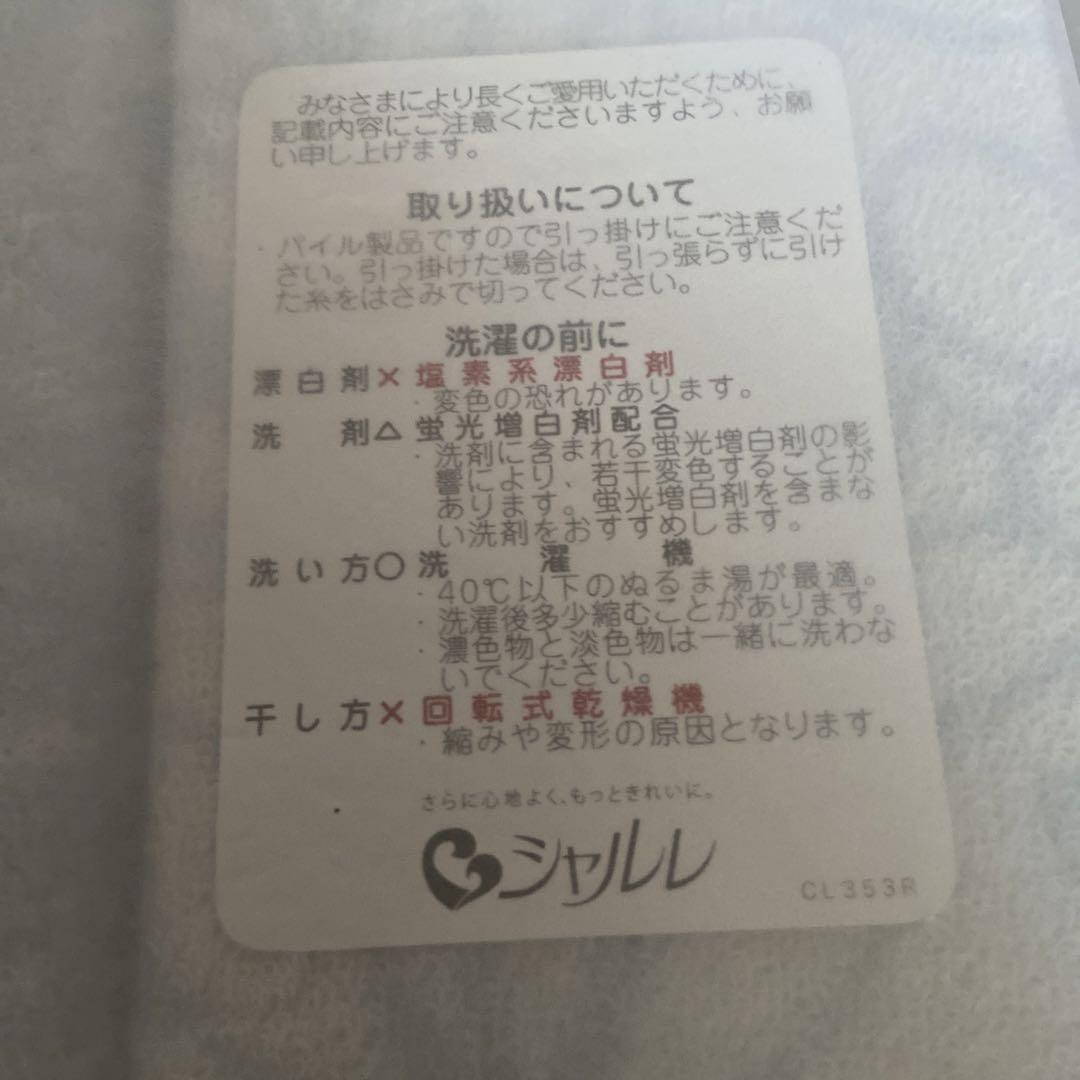 みなさまにより長くご愛用いただくために、
記載内容にご注意くださいますよう、お願
い申し上げます。
取り扱いについて
・パイル製品ですので引っ掛けにご注意くだ
さい。引っ掛けた場合は、引っ張らずに引け
た糸をはさみで切ってください。
洗濯の前に
漂白剤×塩素系漂白剤
・変色の恐れがあります。
洗 剤△蛍光増白剤配合
・洗剤に含まれる蛍光増白剤の影
響により、若干変色することが
あります。蛍光増白剤を含まな
い洗剤をおすすめします。
洗い方○洗 濯 機
・40℃以下のぬるま湯が最適。
・洗濯後多少縮むことがあります。
・濃色物と淡色物は一緒に洗わな
いでください。
干し方×回転式乾燥機
・縮みや変形の原因となります。
さらに心地よく、もっときれいに。
シャルレ
CL353R